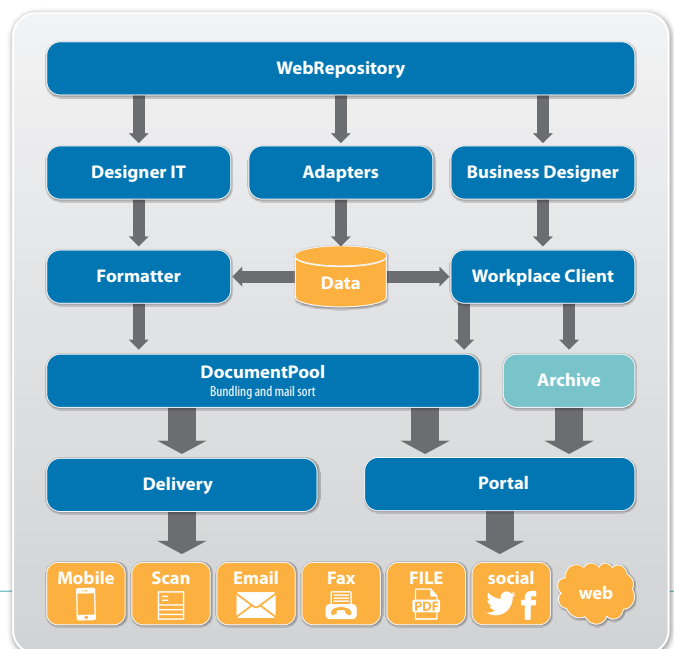 WebRepository
Designer IT
Adapters
Business Designer
Formatter
Data
Workplace Client
DocumentPool
Bundling and mail sort
Archive
Delivery
Portal
Mobile
Scan
Email
Fax
FILE
PDF
social
web